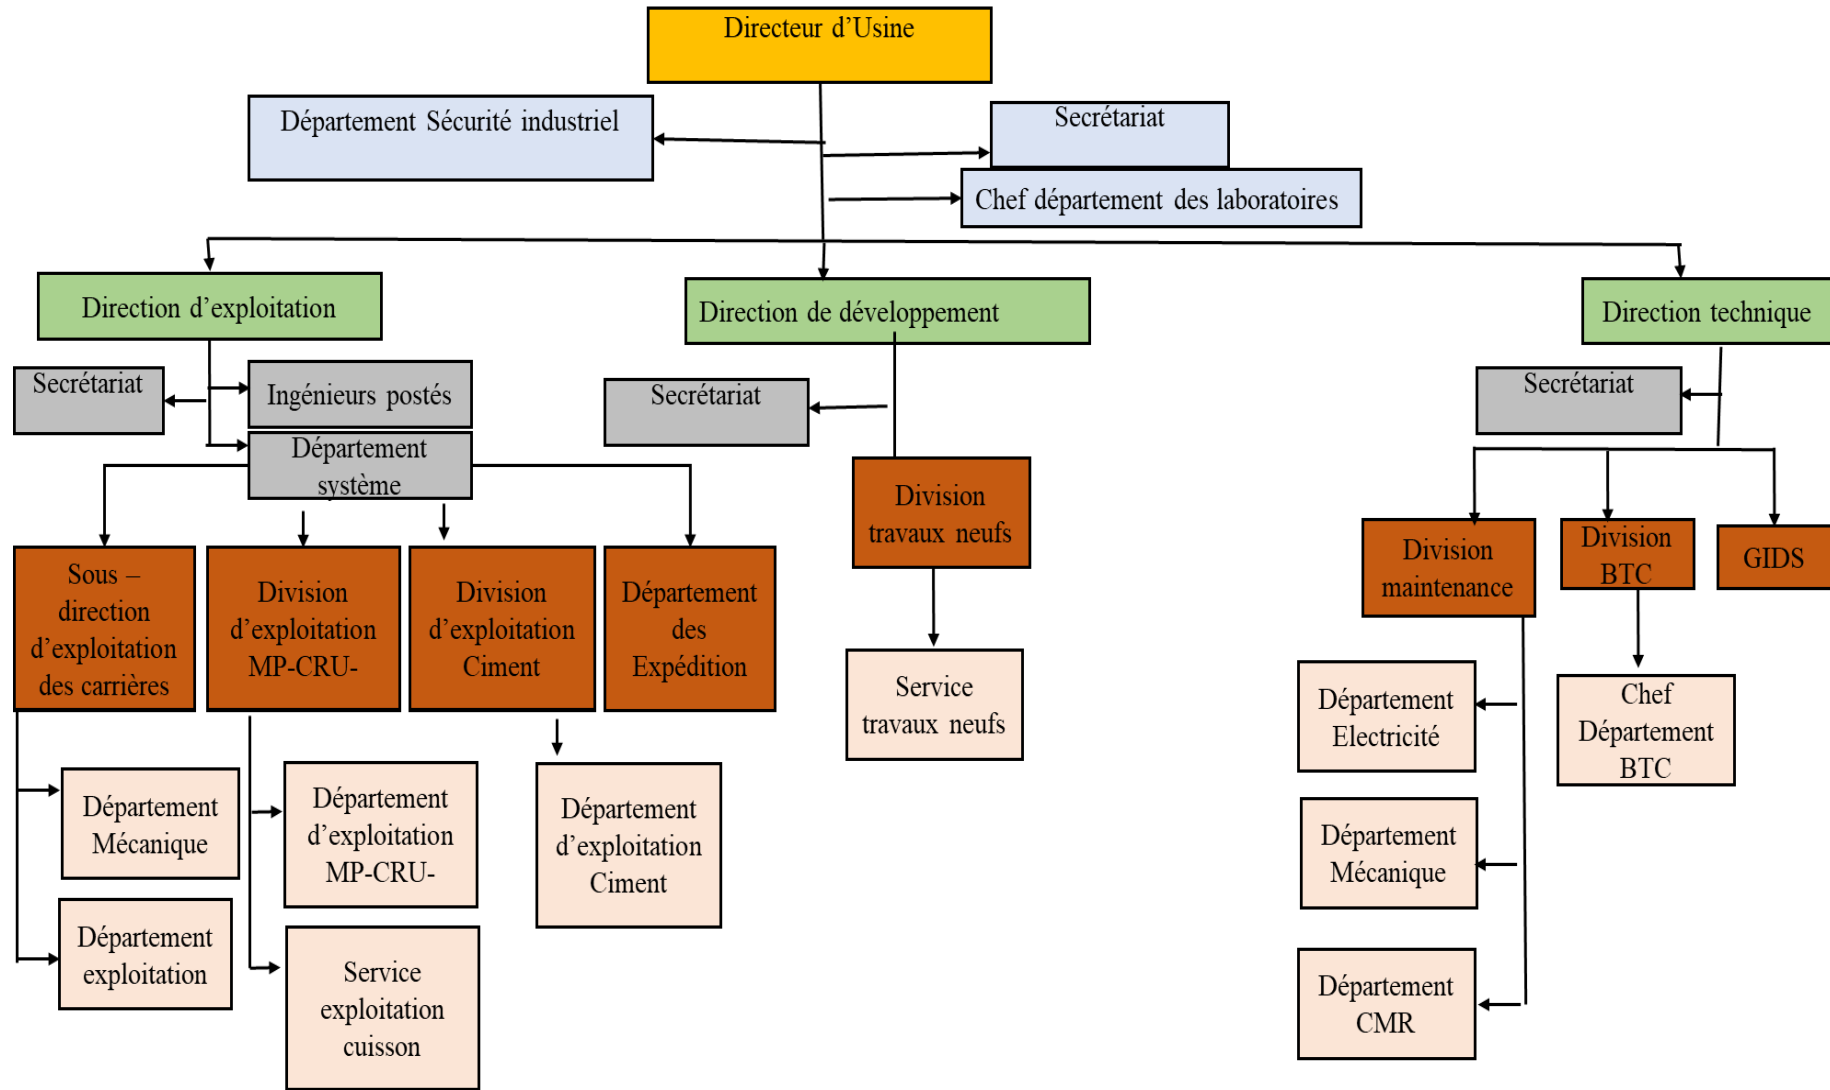 Directeur d’Usine
Département Sécurité industriel
Secrétariat
Chef département des laboratoires
Direction d’exploitation
Direction de développement
Direction technique
Secrétariat
Ingénieurs postés
Département
système
Secrétariat
Secrétariat
Sous –
direction
d’exploitation
des carrières
Division
d’exploitation
MP-CRU-
Division
d’exploitation
Ciment
Département
des
Expédition
Division
travaux neufs
Division
maintenance
Division
BTC
GIDS
Département
Mécanique
Département
exploitation
Département
d’exploitation
MP-CRU-
Service
exploitation
cuisson
Département
d’exploitation
Ciment
Service
travaux neufs
Département
Electricité
Département
Mécanique
Département
CMR
Chef
Département
BTC